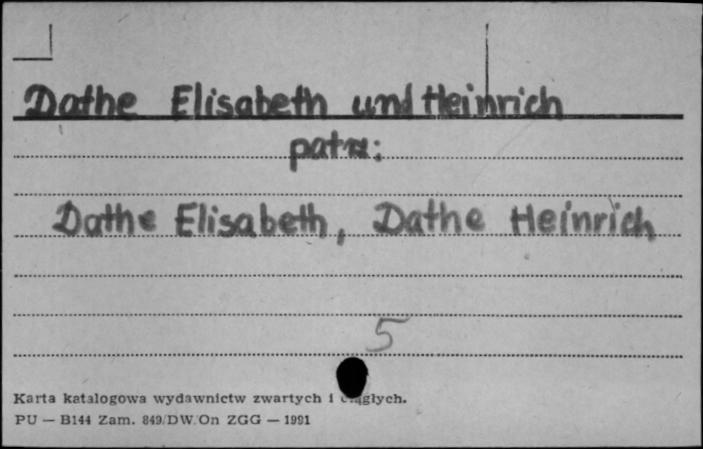 Dathe Elisabeth und Heinrich
patrz:
Dathe Elisabeth, Dathe Heinrich
5
Karta katalogowa wydawnictw zwartych i ciągłych.
PU — B144 Zam. 849/DW/On ZGG — 1991